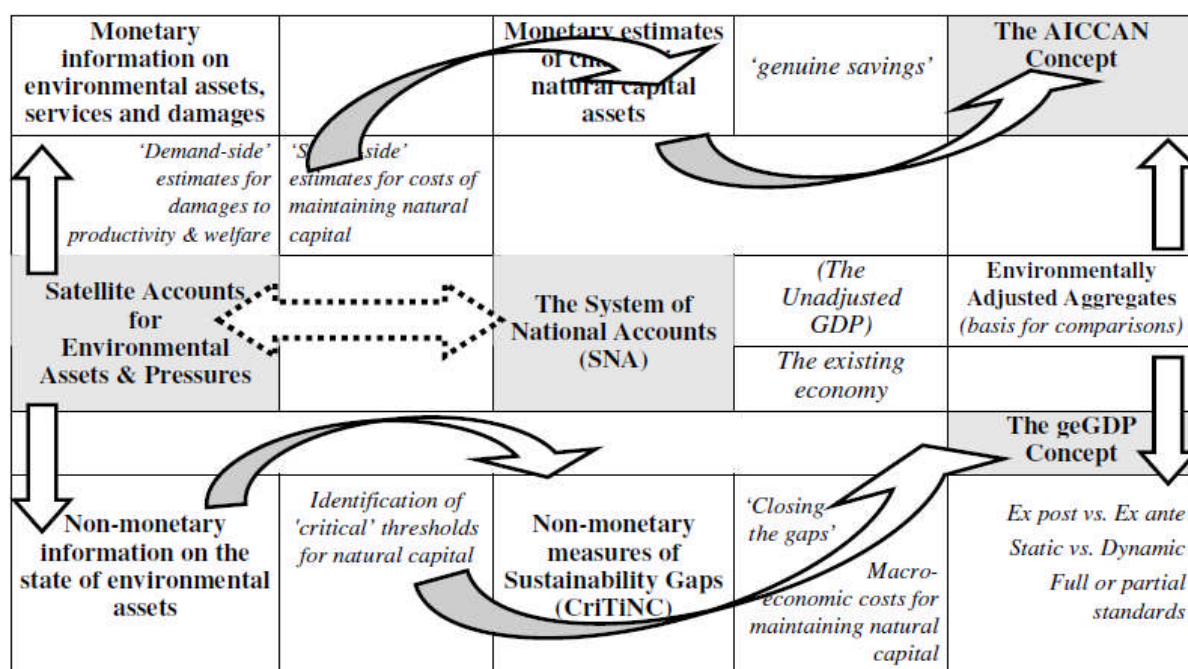 Monetary
information on
environmental assets,
services and damages
Monetary estimates
of
natural capital
assets
'genuine savings'
The AICCAN
Concept
'Demand-side'
estimates for
damages to
productivity & welfare
estimates for costs of
maintaining natural
capital
Satellite Accounts
for
Environmental
Assets & Pressures
The System of
National Accounts
(SNA)
(The
Unadjusted
GDP)
The existing
economy
Environmentally
Adjusted Aggregates
(basis for comparisons)
The geGDP
Concept
Non-monetary
information on the
state of environmental
assets
Identification of
'critical' thresholds
for natural capital
Non-monetary
measures of
Sustainability Gaps
(CriTiNC)
'Closing
the gaps'
Macro-
economic costs for
maintaining natural
capital
Ex post vs. Ex ante
Static vs. Dynamic
Full or partial
standards